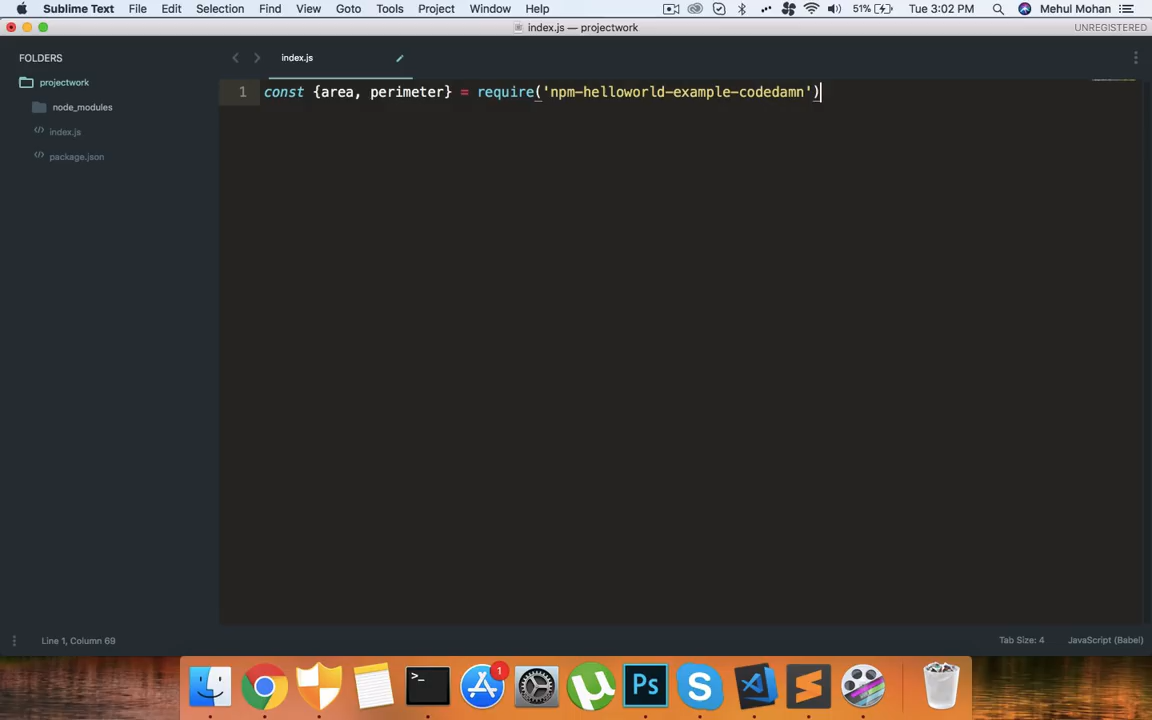 Sublime Text File Edit Selection Find View Goto Tools Project Window Help 51% Tue 3:02 PM Mehul Mohan
index.js — projectwork UNREGISTERED
FOLDERS
projectwork
node_modules
index.js
package.json
index.js
1 const {area, perimeter} = require('npm-helloworld-example-codedamn')
Line 1, Column 69 Tab Size: 4 JavaScript (Babel)
>_ 1 Ps S